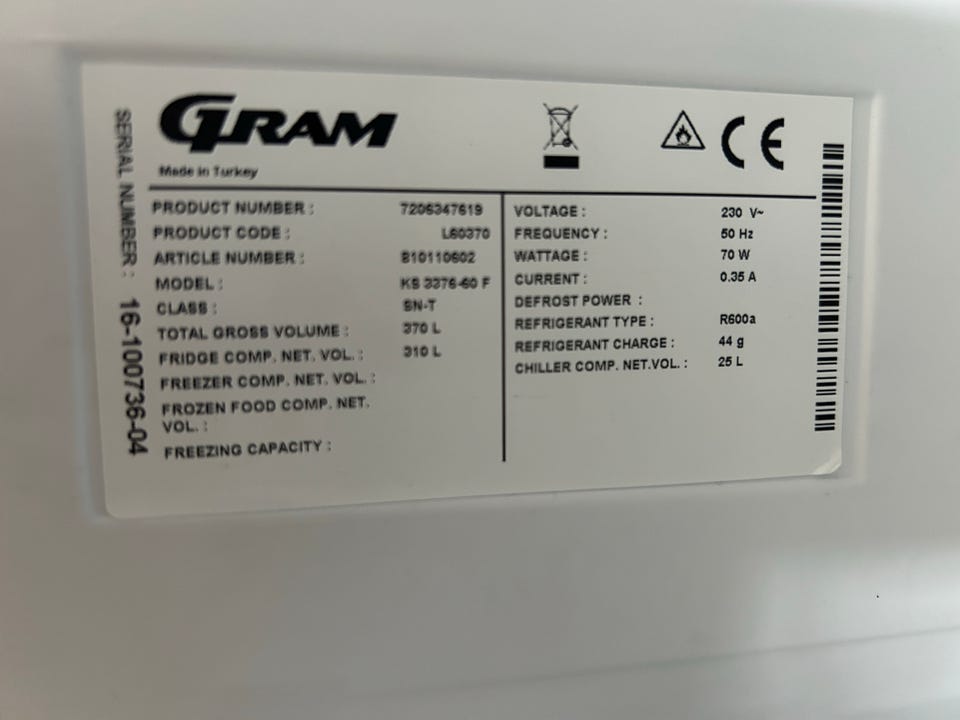 GRAM
Made in Turkey
SERIAL NUMBER : 16-100736-04
PRODUCT NUMBER : 7206347619
PRODUCT CODE : L60370
ARTICLE NUMBER : 810110602
MODEL : KS 3376-60 F
CLASS : SN-T
TOTAL GROSS VOLUME : 370 L
FRIDGE COMP. NET. VOL. : 310 L
FREEZER COMP. NET. VOL. :
FROZEN FOOD COMP. NET.
VOL. :
FREEZING CAPACITY :
CE
VOLTAGE : 230 V~
FREQUENCY : 50 Hz
WATTAGE : 70 W
CURRENT : 0.35 A
DEFROST POWER :
REFRIGERANT TYPE : R600a
REFRIGERANT CHARGE : 44 g
CHILLER COMP. NET.VOL. : 25 L